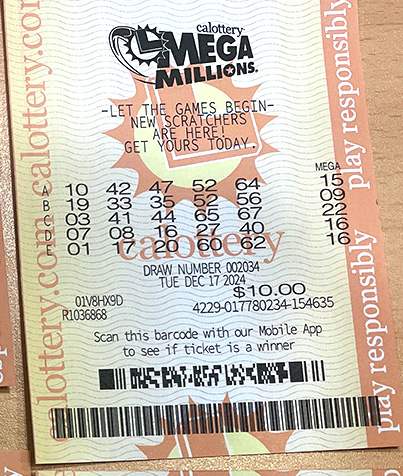 calottery
MEGA
MILLIONS.
-LET THE GAMES BEGIN-
NEW SCRATCHERS
ARE HERE!
GET YOURS TODAY.
MEGA
A 10 42 47 52 64 15
B 19 33 35 52 56 09
C 03 41 44 65 67 22
D 07 08 16 27 40 16
E 01 17 20 60 62 16
calottery
DRAW NUMBER 002034
TUE DEC 17 2024
$10.00
01V8HX9D 4229-017780234-154635
R1036868
Scan this barcode with our Mobile App
to see if ticket is a winner
calottery.com
calottery.com
play responsibly
play responsibly